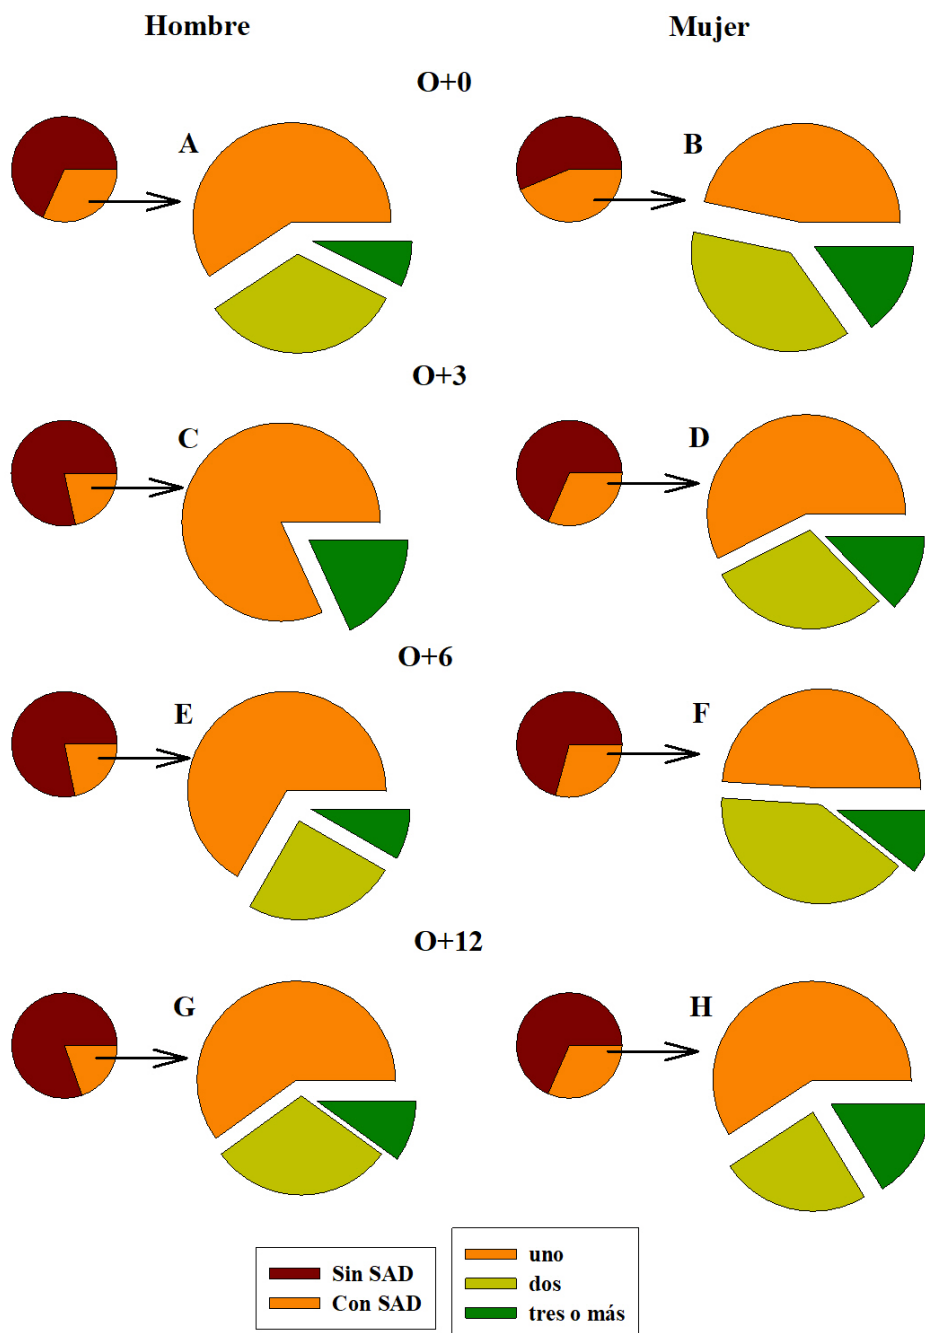 Hombre
Mujer
O+0
A
B
O+3
C
D
O+6
E
F
O+12
G
H
Sin SAD
Con SAD
uno
dos
tres o más